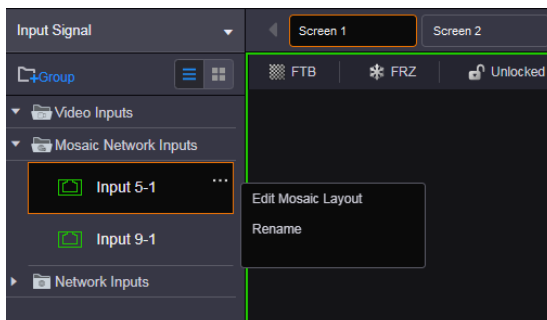 Input Signal
Screen 1
Screen 2
Group
FTB
FRZ
Unlocked
Video Inputs
Mosaic Network Inputs
Input 5-1
...
Edit Mosaic Layout
Rename
Input 9-1
Network Inputs